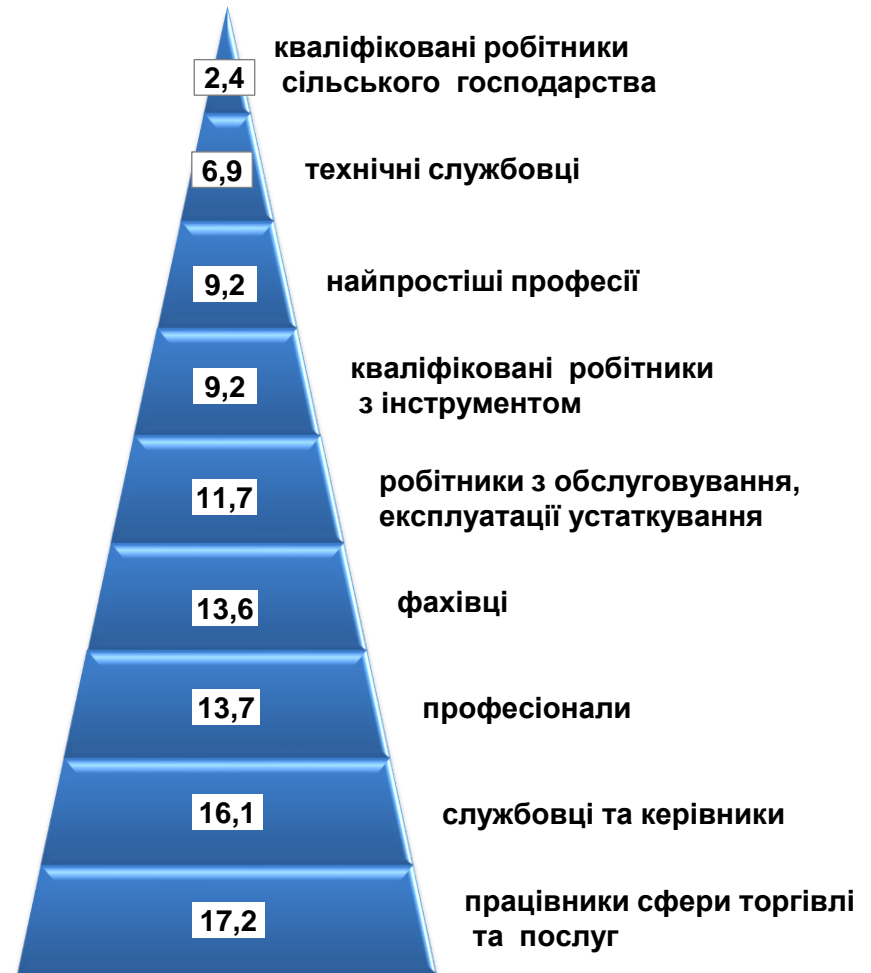 кваліфіковані робітники
2,4
сільського господарства
6,9
технічні службовці
9,2
найпростіші професії
9,2
кваліфіковані робітники
з інструментом
11,7
робітники з обслуговування,
експлуатації устаткування
13,6
фахівці
13,7
професіонали
16,1
службовці та керівники
17,2
працівники сфери торгівлі
та послуг